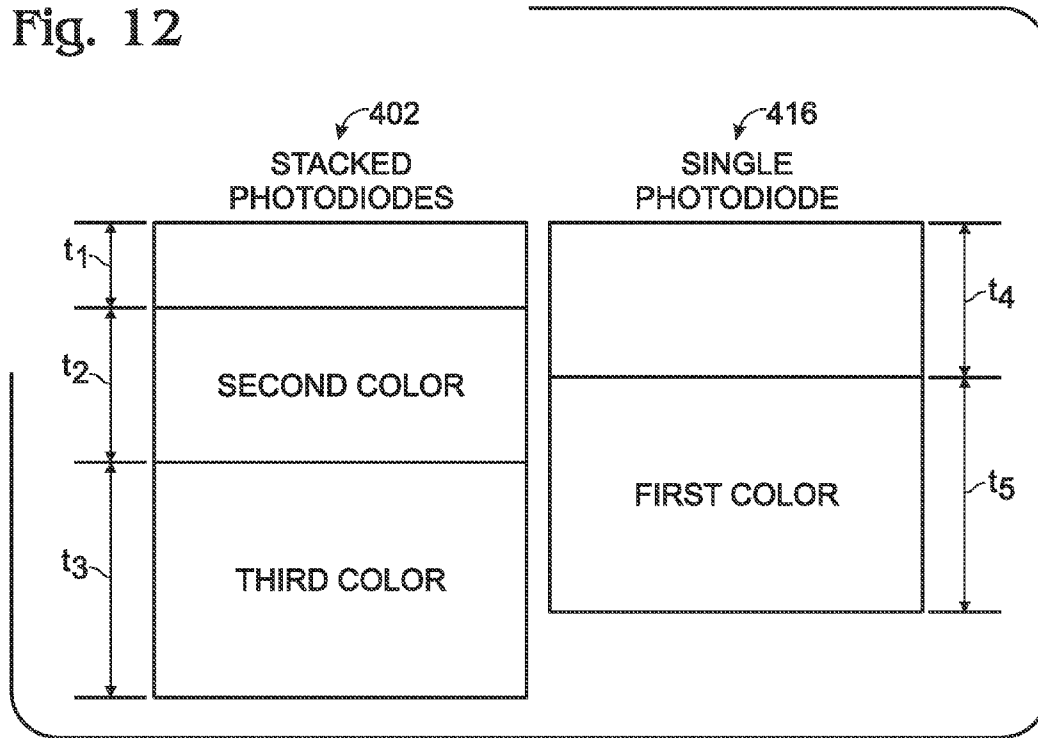 Fig. 12
402
STACKED
PHOTODIODES
416
SINGLE
PHOTODIODE
t1
t2
SECOND COLOR
t3
THIRD COLOR
t4
FIRST COLOR
t5